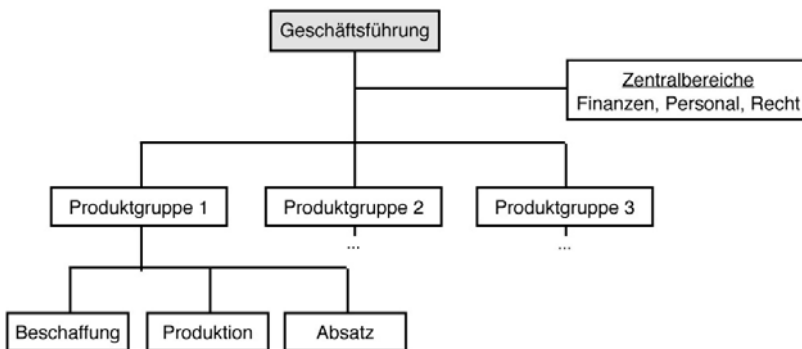 Geschäftsführung
Zentralbereiche
Finanzen, Personal, Recht
Produktgruppe 1
Produktgruppe 2
Produktgruppe 3
...
...
Beschaffung
Produktion
Absatz